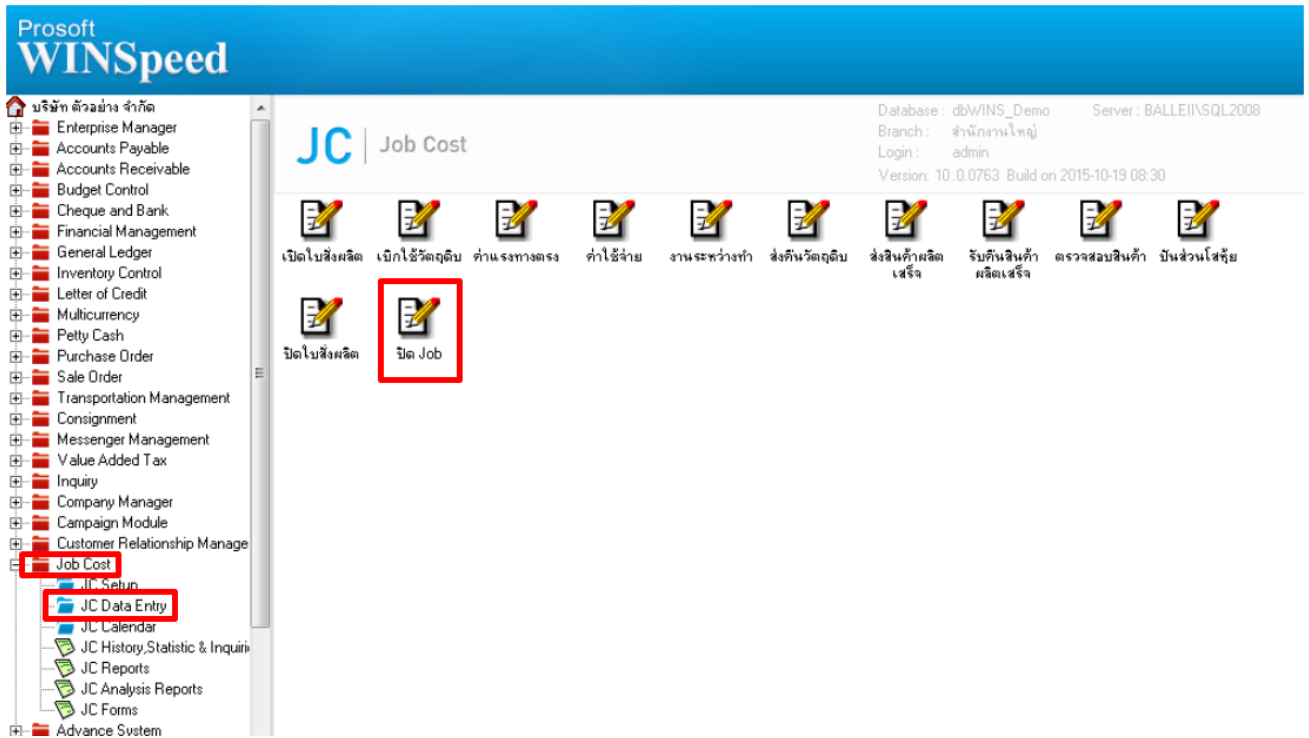 Prosoft
WINSpeed
บริษัท ตัวอย่าง จำกัด
Enterprise Manager
Accounts Payable
Accounts Receivable
Budget Control
Cheque and Bank
Financial Management
General Ledger
Inventory Control
Letter of Credit
Multicurrency
Petty Cash
Purchase Order
Sale Order
Transportation Management
Consignment
Messenger Management
Value Added Tax
Inquiry
Company Manager
Campaign Module
Customer Relationship Manage
Job Cost
JC Setup
JC Data Entry
JC Calendar
JC History,Statistic & Inquirie
JC Reports
JC Analysis Reports
JC Forms
Advance System
JC Job Cost
Database : dbWINS_Demo Server : BALLEII\SQL2008
Branch : สำนักงานใหญ่
Login : admin
Version: 10.0.0763 Build on 2015-10-19 08:30
เปิดใบสั่งผลิต เบิกใช้วัตถุดิบ ค่าแรงทางตรง ค่าใช้จ่าย งานระหว่างทำ ส่งคืนวัตถุดิบ ส่งสินค้าผลิต รับคืนสินค้า ตรวจสอบสินค้า ปันส่วนโสหุ้ย
เสร็จ ผลิตเสร็จ
ปิดใบสั่งผลิต ปิด Job